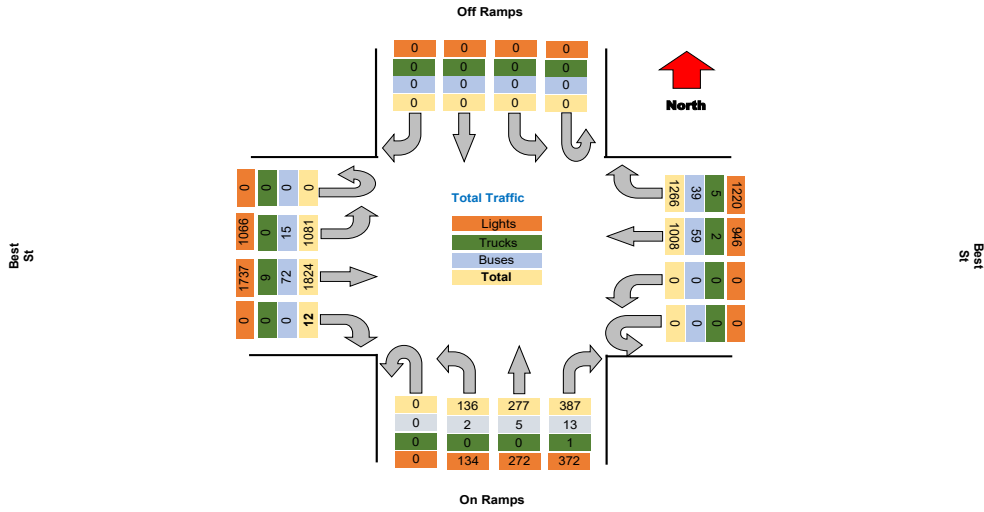 Off Ramps
0 0 0 0
0 0 0 0
0 0 0 0
0 0 0 0
North
0 0 0 0
1066 0 15 1081
1737 9 72 1824
0 0 0 12
Best
St
Total Traffic
Lights
Trucks
Buses
Total
1266 39 5 1220
1008 59 2 946
0 0 0 0
0 0 0 0
Best
St
0 136 277 387
0 2 5 13
0 0 0 1
0 134 272 372
On Ramps